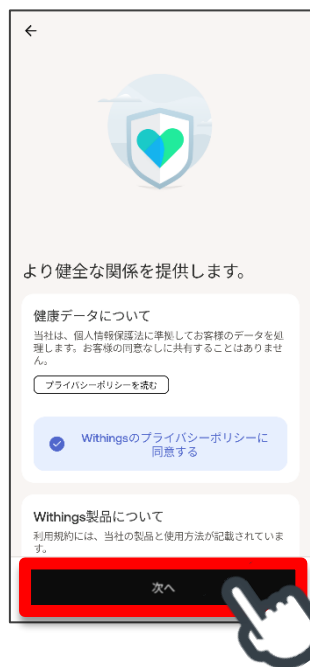 より健全な関係を提供します。
健康データについて
当社は、個人情報保護法に準拠してお客様のデータを処
理します。お客様の同意なしに共有することはありませ
ん。
プライバシーポリシーを読む
Withingsのプライバシーポリシーに
同意する
Withings製品について
利用規約には、当社の製品と使用方法が記載されていま
す。
次へ